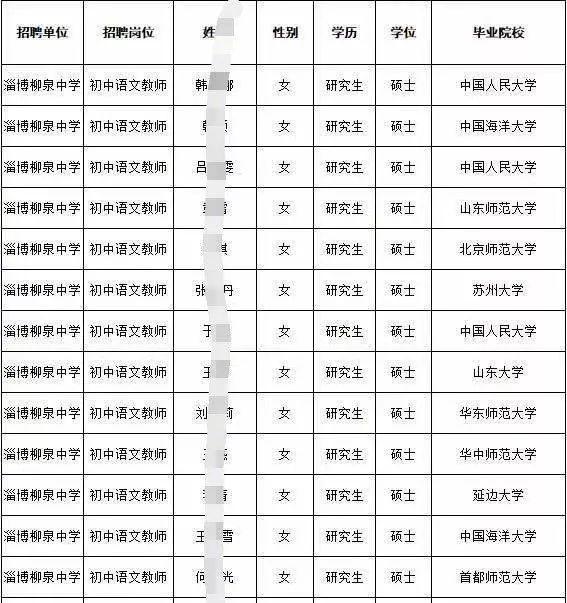 招聘单位 招聘岗位 姓 性别 学历 学位 毕业院校
淄博柳泉中学 初中语文教师 韩 女 研究生 硕士 中国人民大学
淄博柳泉中学 初中语文教师 女 研究生 硕士 中国海洋大学
淄博柳泉中学 初中语文教师 吕 雯 女 研究生 硕士 中国人民大学
淄博柳泉中学 初中语文教师 女 研究生 硕士 山东师范大学
淄博柳泉中学 初中语文教师 琪 女 研究生 硕士 北京师范大学
淄博柳泉中学 初中语文教师 张 丹 女 研究生 硕士 苏州大学
淄博柳泉中学 初中语文教师 于 女 研究生 硕士 中国人民大学
淄博柳泉中学 初中语文教师 王 女 研究生 硕士 山东大学
淄博柳泉中学 初中语文教师 刘 莉 女 研究生 硕士 华东师范大学
淄博柳泉中学 初中语文教师 女 研究生 硕士 华中师范大学
淄博柳泉中学 初中语文教师 女 研究生 硕士 延边大学
淄博柳泉中学 初中语文教师 王 雪 女 研究生 硕士 中国海洋大学
淄博柳泉中学 初中语文教师 何 光 女 研究生 硕士 首都师范大学